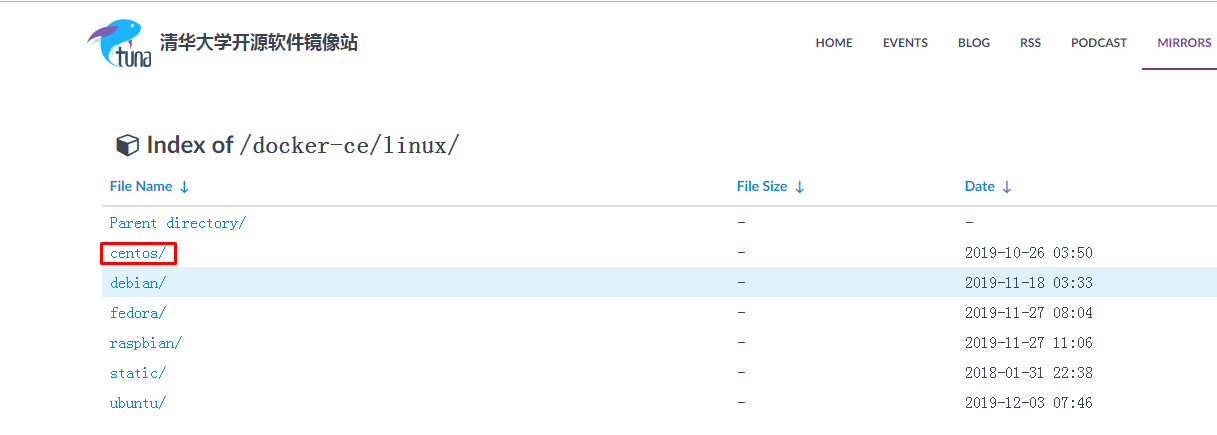 tuna 清华大学开源软件镜像站 HOME EVENTS BLOG RSS PODCAST MIRRORS
Index of /docker-ce/linux/
File Name ↓ File Size ↓ Date ↓
Parent directory/ - -
centos/ - 2019-10-26 03:50
debian/ - 2019-11-18 03:33
fedora/ - 2019-11-27 08:04
raspbian/ - 2019-11-27 11:06
static/ - 2018-01-31 22:38
ubuntu/ - 2019-12-03 07:46